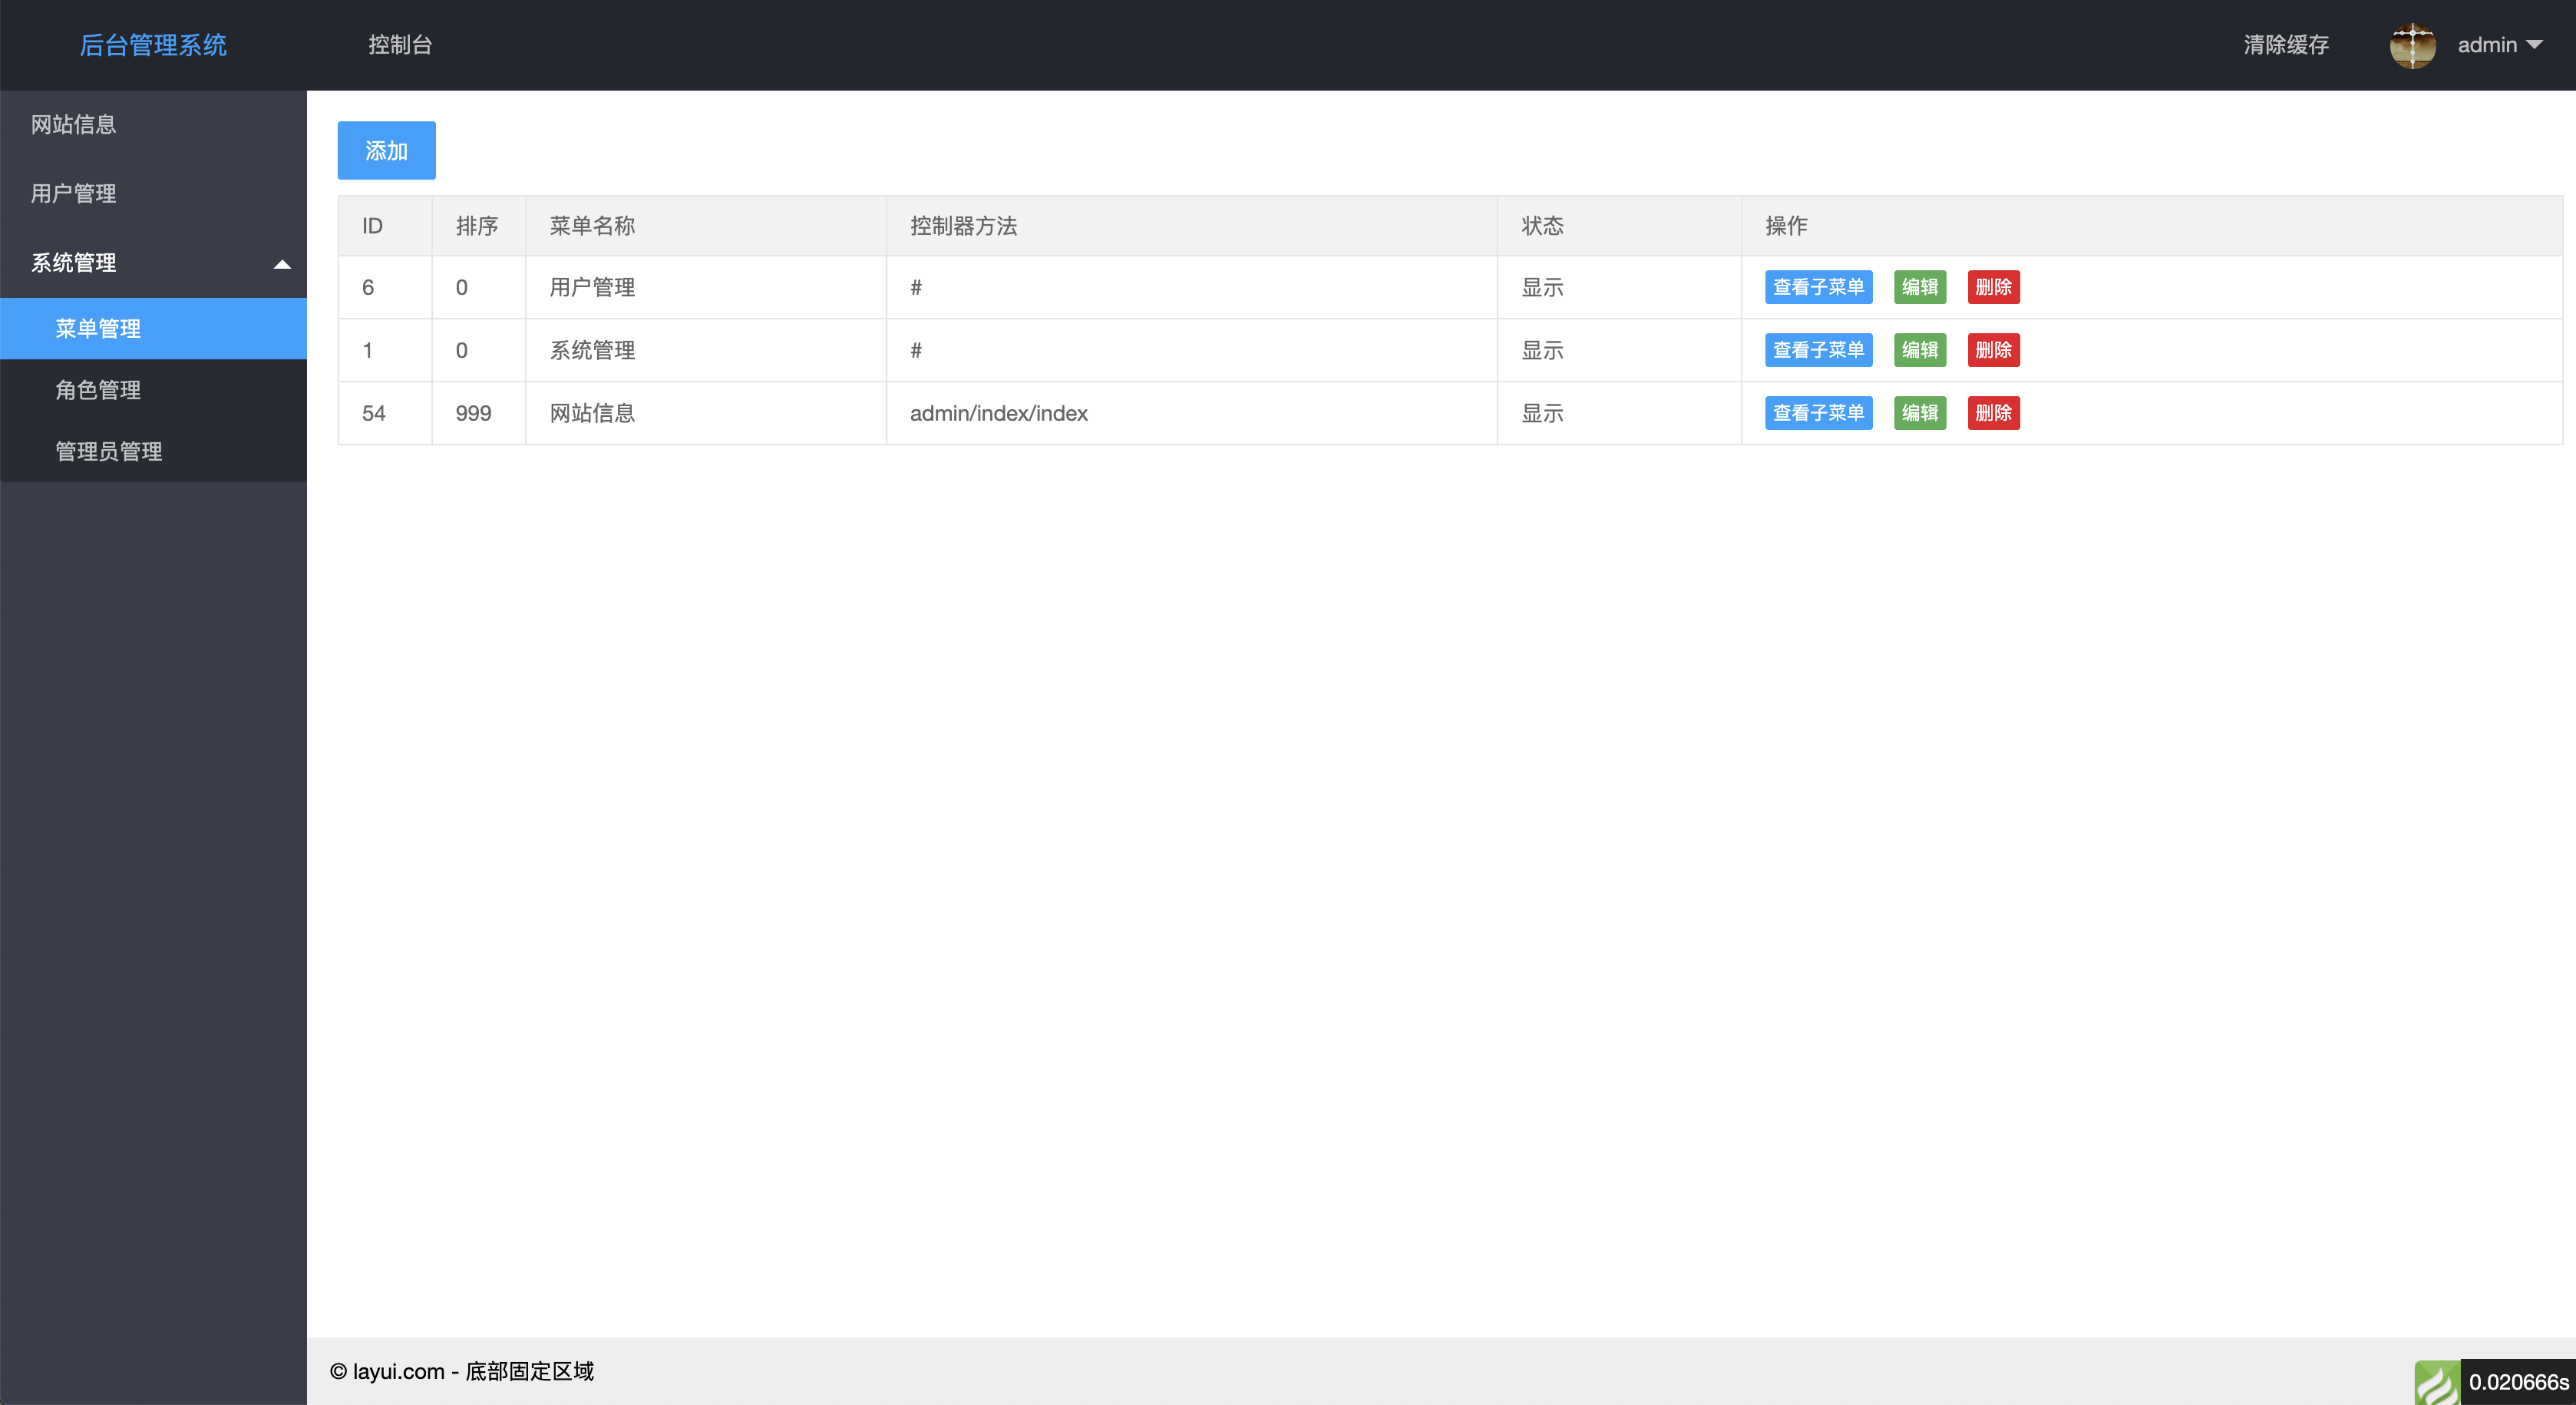 后台管理系统 控制台 清除缓存 admin
网站信息
用户管理
系统管理
菜单管理
角色管理
管理员管理
添加
ID 排序 菜单名称 控制器方法 状态 操作
6 0 用户管理 # 显示 查看子菜单 编辑 删除
1 0 系统管理 # 显示 查看子菜单 编辑 删除
54 999 网站信息 admin/index/index 显示 查看子菜单 编辑 删除
© layui.com - 底部固定区域
0.020666s